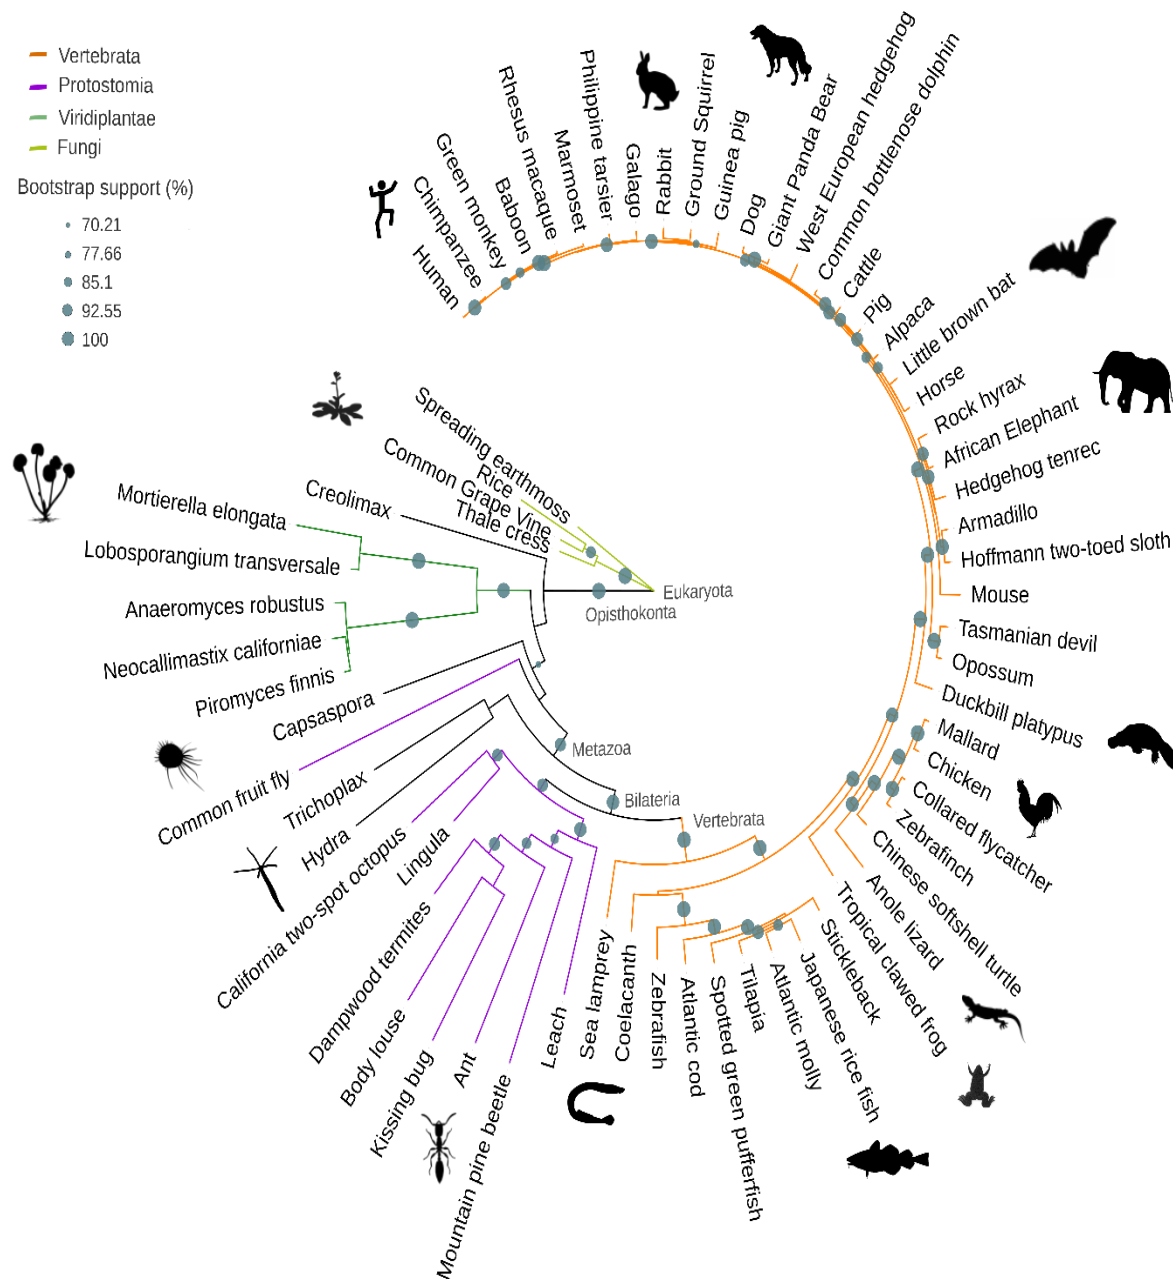 Vertebrata
Protostomia
Viridiplantae
Fungi
Bootstrap support (%)
70.21
77.66
85.1
92.55
100
Human
Chimpanzee
Green monkey
Baboon
Rhesus macaque
Marmoset
Philippine tarsier
Galago
Rabbit
Ground Squirrel
Guinea pig
Dog
Giant Panda Bear
West European hedgehog
Common bottlenose dolphin
Cattle
Pig
Alpaca
Little brown bat
Horse
Rock hyrax
African Elephant
Hedgehog tenrec
Armadillo
Hoffmann two-toed sloth
Mouse
Tasmanian devil
Opossum
Duckbill platypus
Mallard
Chicken
Collared flycatcher
Zebrafinch
Chinese softshell turtle
Anole lizard
Tropical clawed frog
Stickleback
Japanese rice fish
Atlantic molly
Tilapia
Spotted green pufferfish
Atlantic cod
Zebrafish
Coelacanth
Sea lamprey
Leach
Mountain pine beetle
Ant
Kissing bug
Body louse
Dampwood termites
Lingula
California two-spot octopus
Hydra
Trichoplax
Common fruit fly
Capsaspora
Piromyces finnis
Neocallimastix californiae
Anaeromyces robustus
Lobosporangium transversale
Mortierella elongata
Creolimax
Thale cress
Common Grape Vine
Rice
Spreading earthmoss
Eukaryota
Opisthokonta
Metazoa
Bilateria
Vertebrata